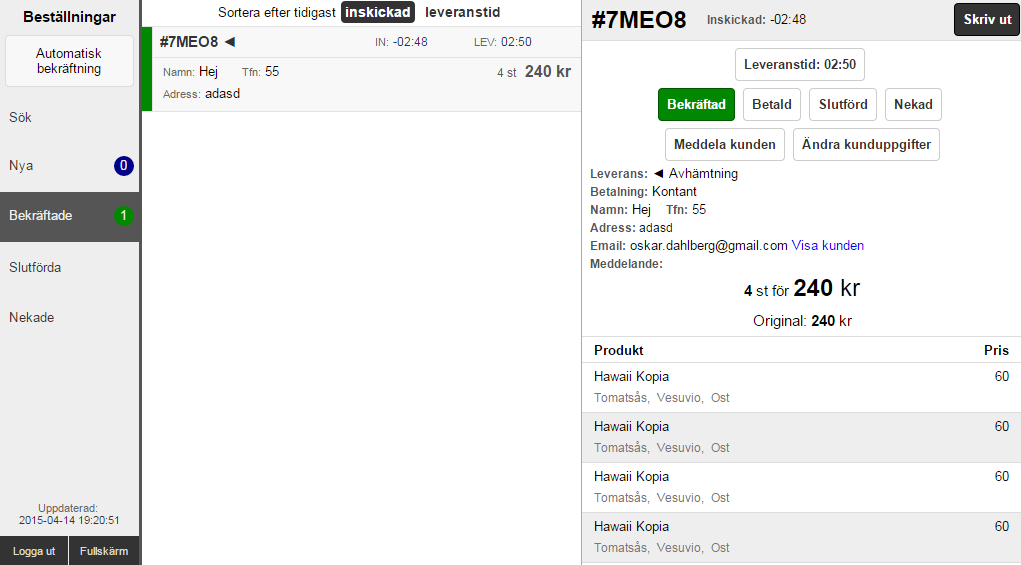 Beställningar
Automatisk
bekräftning
Sök
Nya 0
Bekräftade 1
Slutförda
Nekade
Uppdaterad:
2015-04-14 19:20:51
Logga ut Fullskärm
Sortera efter tidigast inskickad leveranstid
#7MEO8 ◄ IN: -02:48 LEV: 02:50
Namn: Hej Tfn: 55 4 st 240 kr
Adress: adasd
#7MEO8 Inskickad: -02:48 Skriv ut
Leveranstid: 02:50
Bekräftad Betald Slutförd Nekad
Meddela kunden Ändra kunduppgifter
Leverans: ◄ Avhämtning
Betalning: Kontant
Namn: Hej Tfn: 55
Adress: adasd
Email: oskar.dahlberg@gmail.com Visa kunden
Meddelande:
4 st för 240 kr
Original: 240 kr
Produkt Pris
Hawaii Kopia 60
Tomatsås, Vesuvio, Ost
Hawaii Kopia 60
Tomatsås, Vesuvio, Ost
Hawaii Kopia 60
Tomatsås, Vesuvio, Ost
Hawaii Kopia 60
Tomatsås, Vesuvio, Ost